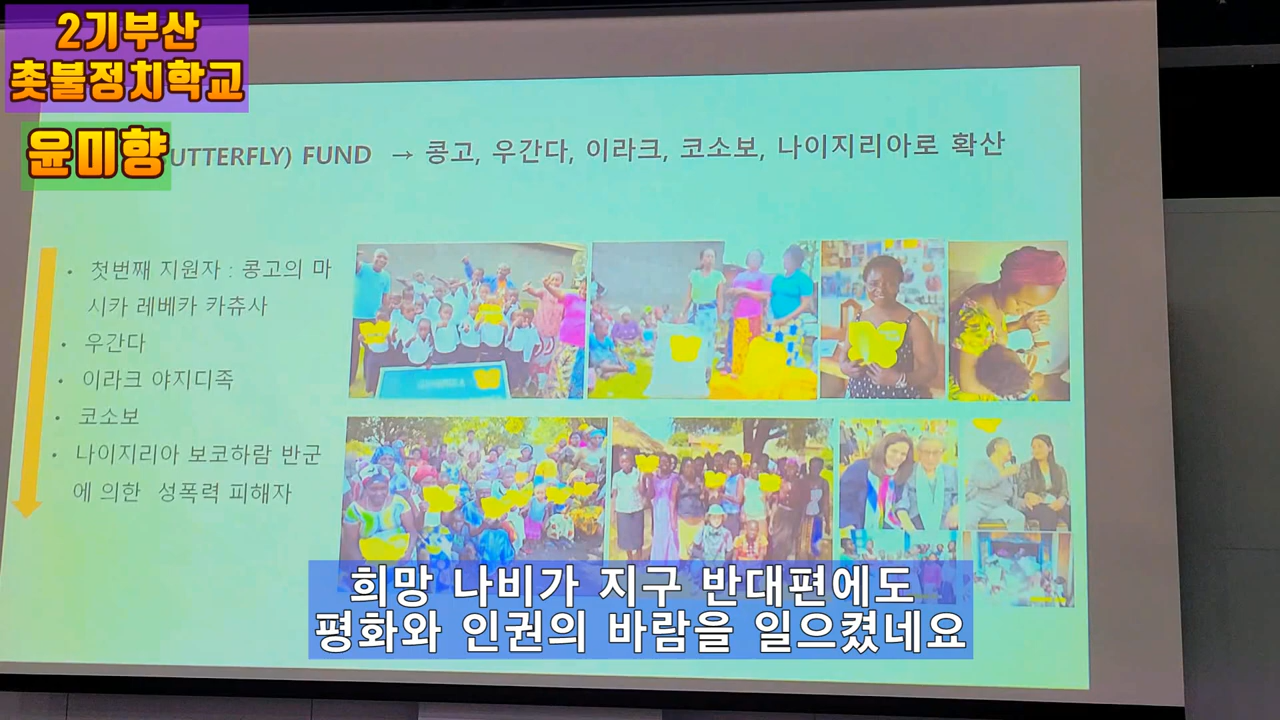 2기부산
촛불정치학교
윤미향
UTTERFLY) FUND → 콩고, 우간다, 이라크, 코소보, 나이지리아로 확산
• 첫번째 지원자 : 콩고의 마
시카 레베카 카츄사
• 우간다
• 이라크 야지디족
• 코소보
• 나이지리아 보코하람 반군
에 의한 성폭력 피해자
희망 나비가 지구 반대편에도
평화와 인권의 바람을 일으켰네요